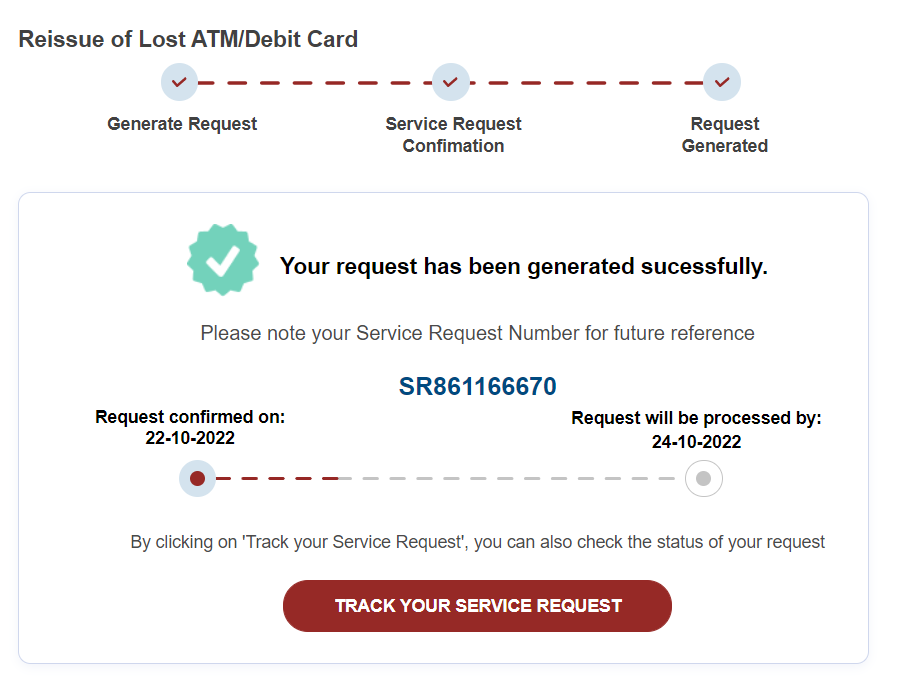 Reissue of Lost ATM/Debit Card
Generate Request
Service Request
Confimation
Request
Generated
Your request has been generated sucessfully.
Please note your Service Request Number for future reference
SR861166670
Request confirmed on:
22-10-2022
Request will be processed by:
24-10-2022
By clicking on 'Track your Service Request', you can also check the status of your request
TRACK YOUR SERVICE REQUEST